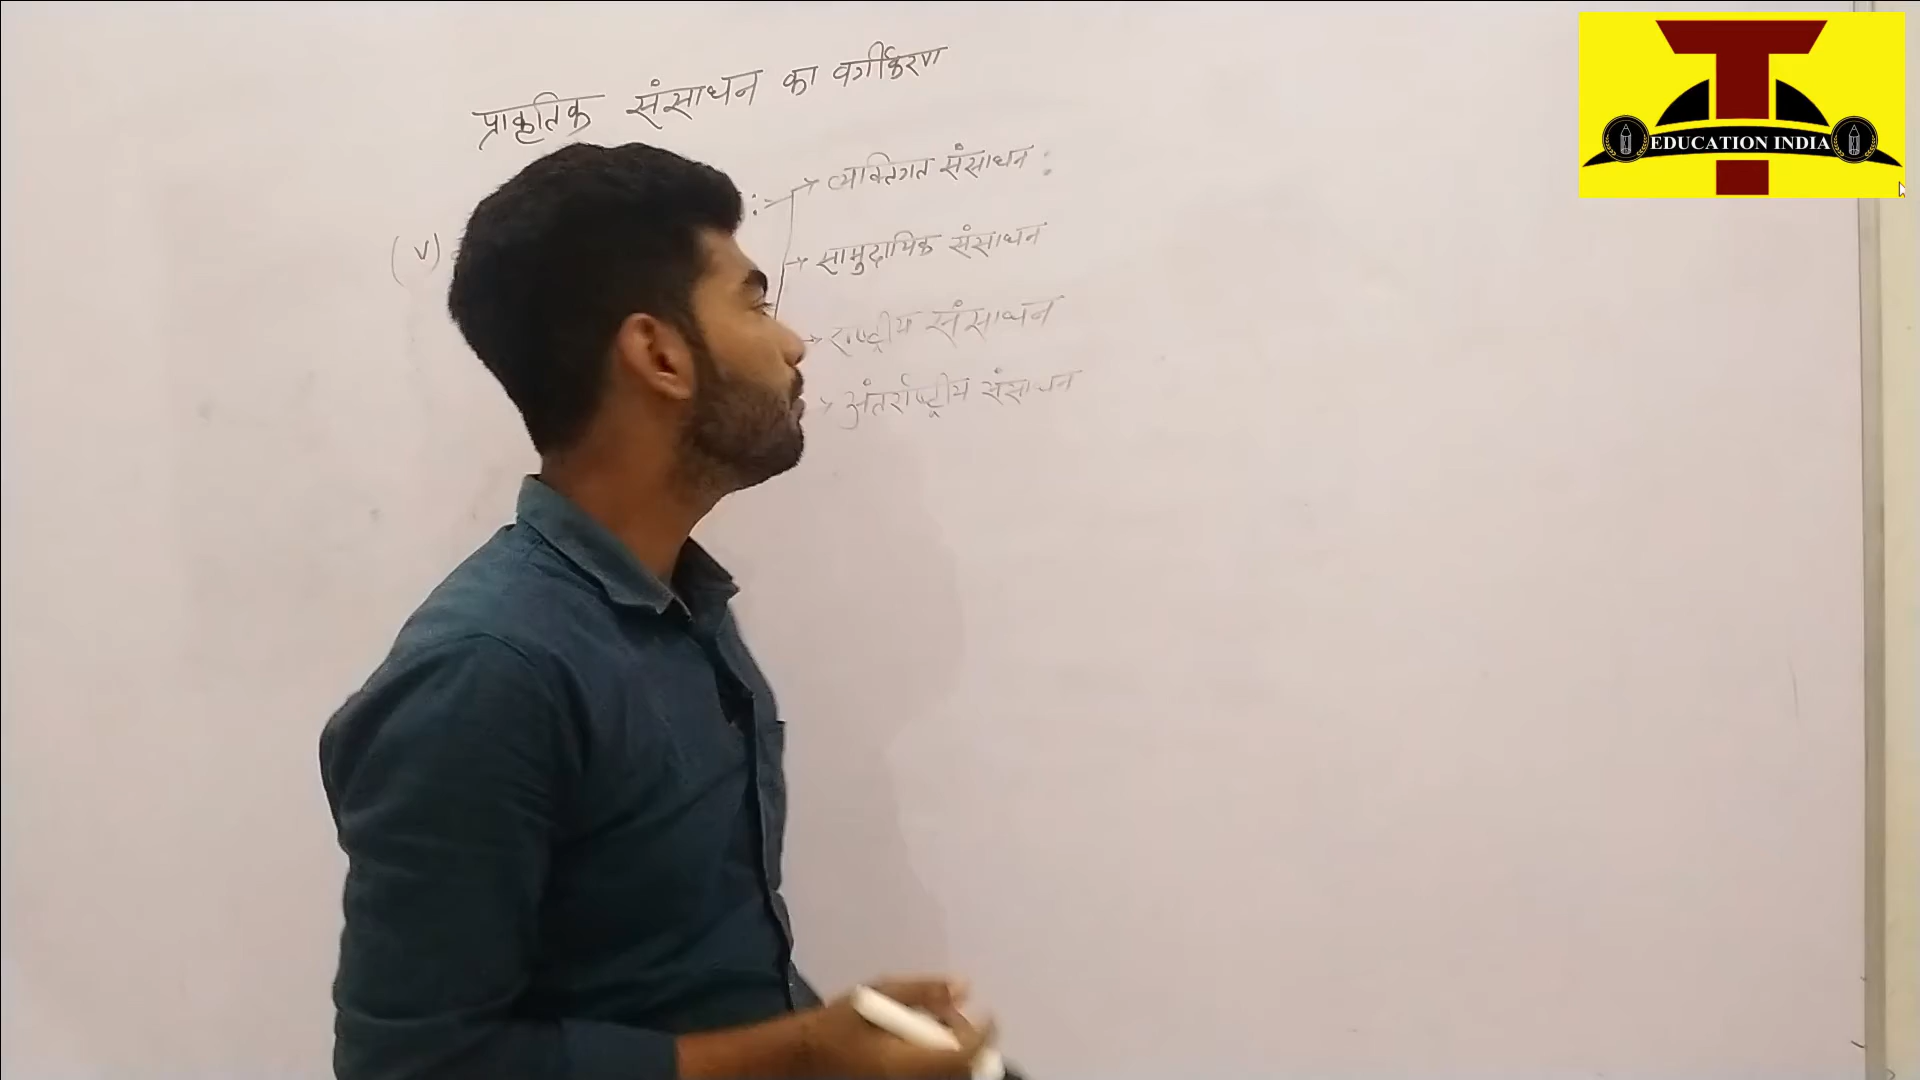 प्राकृतिक संसाधन का वर्गीकरण
(v)
→ व्यक्तिगत संसाधन :
→ सामुदायिक संसाधन
→ राष्ट्रीय संसाधन
→ अंतर्राष्ट्रीय संसाधन
EDUCATION INDIA